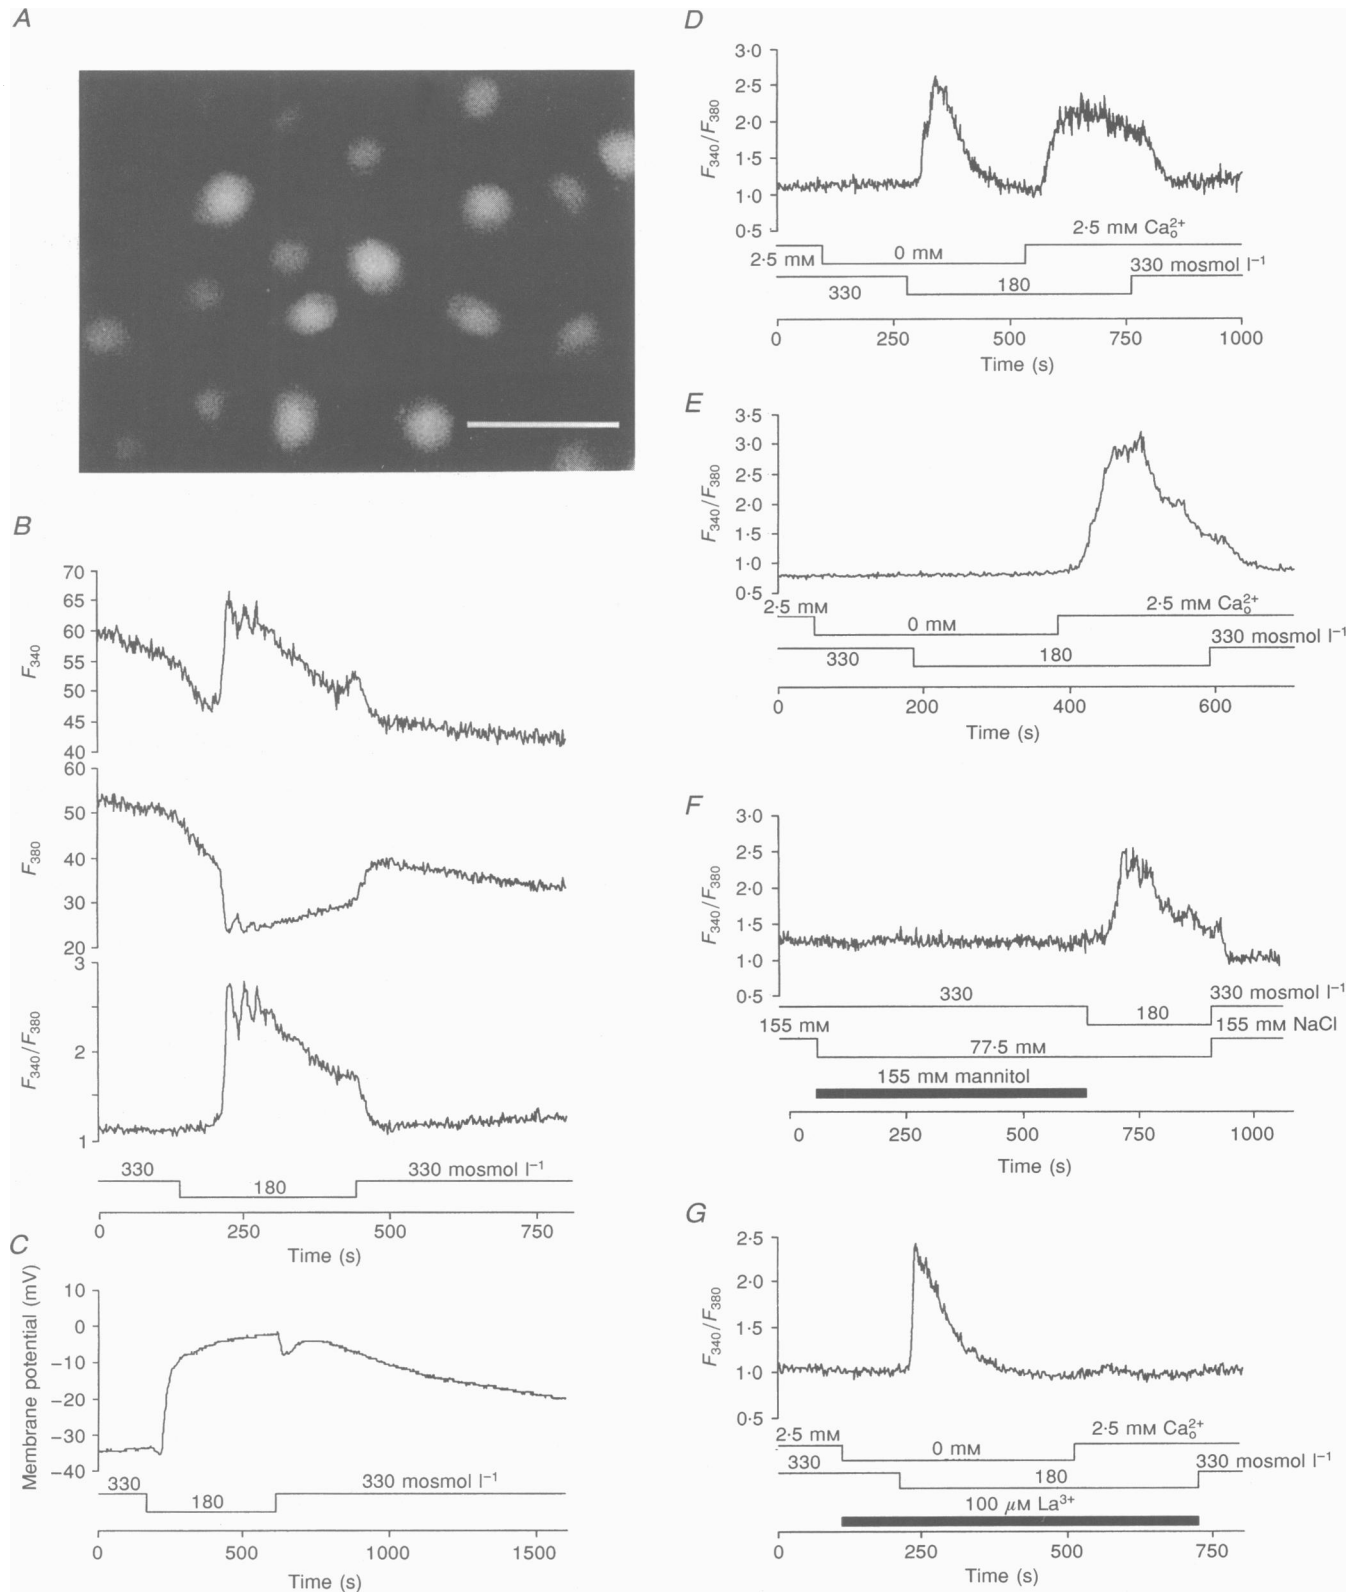 A
B
F340
70
65
60
55
50
45
40
F380
60
50
40
30
20
F340/F380
3
2
1
330
180
330 mosmol l−1
0
250
500
750
Time (s)
C
Membrane potential (mV)
10
0
−10
−20
−30
−40
330
180
330 mosmol l−1
0
500
1000
1500
Time (s)
D
F340/F380
3·0
2·5
2·0
1·5
1·0
0·5
2·5 mM
0 mM
2·5 mM Ca2+o
330
180
330 mosmol l−1
0
250
500
750
1000
Time (s)
E
F340/F380
3·5
3·0
2·5
2·0
1·5
1·0
0·5
2·5 mM
0 mM
2·5 mM Ca2+o
330
180
330 mosmol l−1
0
200
400
600
Time (s)
F
F340/F380
3·0
2·5
2·0
1·5
1·0
0·5
330
180
330 mosmol l−1
155 mM
77·5 mM
155 mM NaCl
155 mM mannitol
0
250
500
750
1000
Time (s)
G
F340/F380
2·5
2·0
1·5
1·0
0·5
2·5 mM
0 mM
2·5 mM Ca2+o
330
180
330 mosmol l−1
100 μM La3+
0
250
500
750
Time (s)